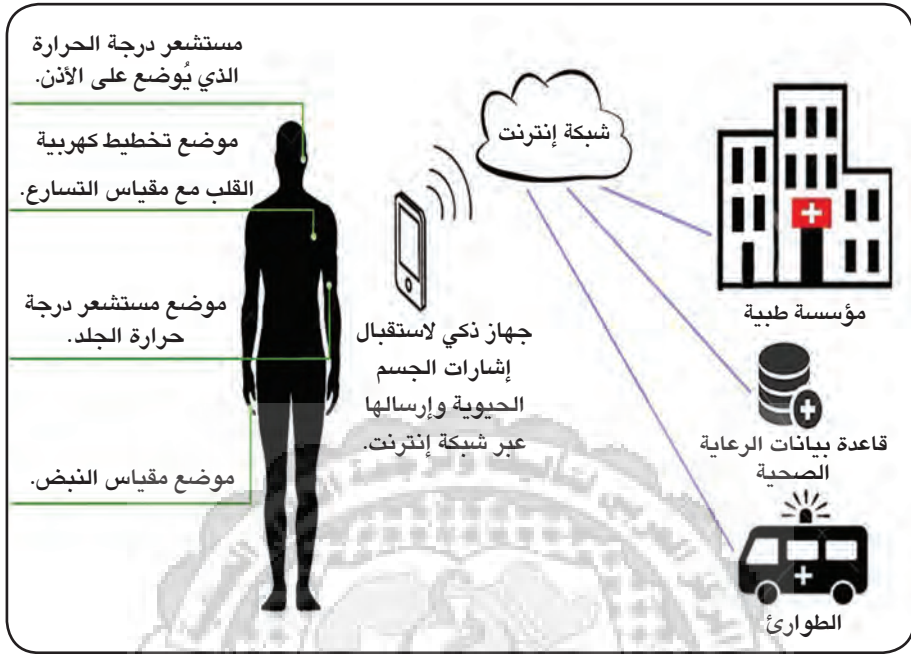 مستشعر درجة الحرارة
الذي يُوضع على الأذن.
موضع تخطيط كهربية
القلب مع مقياس التسارع.
موضع مستشعر درجة
حرارة الجلد.
موضع مقياس النبض.
جهاز ذكي لاستقبال
إشارات الجسم
الحيوية وإرسالها
عبر شبكة إنترنت.
شبكة إنترنت
مؤسسة طبية
قاعدة بيانات الرعاية
الصحية
الطوارئ